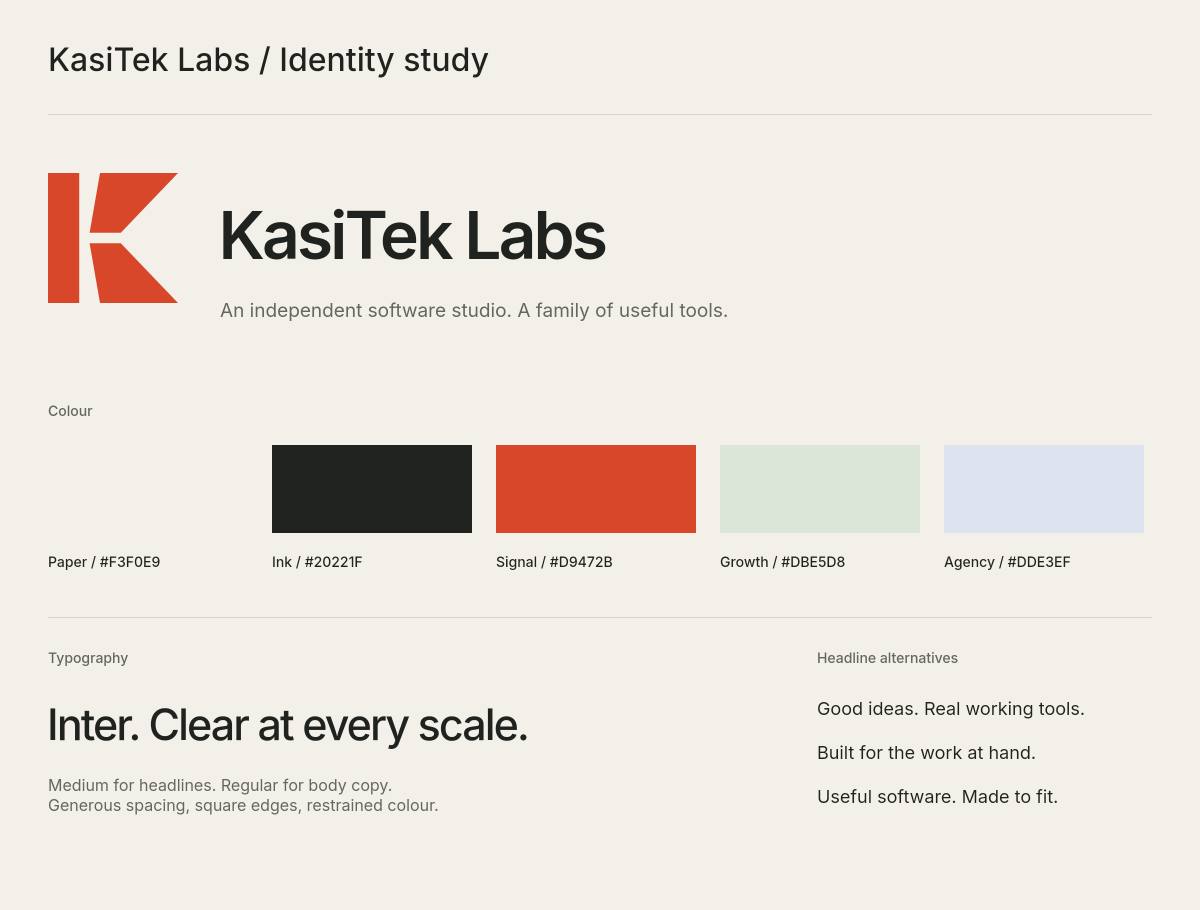 KasiTek Labs / Identity study
KasiTek Labs
An independent software studio. A family of useful tools.
Colour
Paper / #F3F0E9
Ink / #20221F
Signal / #D9472B
Growth / #DBE5D8
Agency / #DDE3EF
Typography
Inter. Clear at every scale.
Medium for headlines. Regular for body copy.
Generous spacing, square edges, restrained colour.
Headline alternatives
Good ideas. Real working tools.
Built for the work at hand.
Useful software. Made to fit.